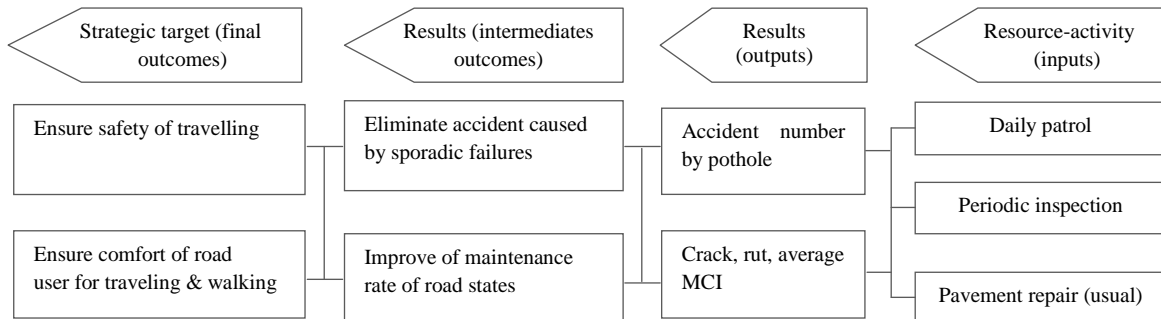 Strategic target (final
outcomes)
Results (intermediates
outcomes)
Results
(outputs)
Resource-activity
(inputs)
Ensure safety of travelling
Eliminate accident caused
by sporadic failures
Accident number
by pothole
Daily patrol
Periodic inspection
Ensure comfort of road
user for traveling & walking
Improve of maintenance
rate of road states
Crack, rut, average
MCI
Pavement repair (usual)